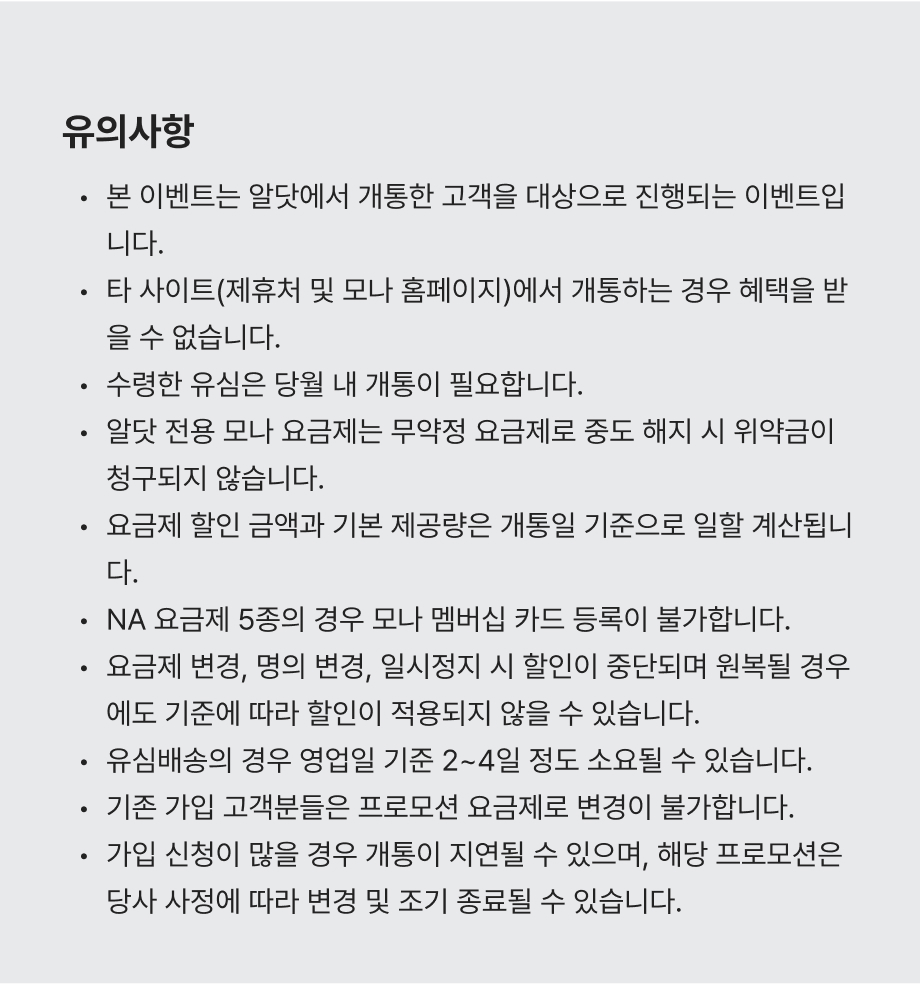 유의사항
• 본 이벤트는 알닷에서 개통한 고객을 대상으로 진행되는 이벤트입
니다.
• 타 사이트(제휴처 및 모나 홈페이지)에서 개통하는 경우 혜택을 받
을 수 없습니다.
• 수령한 유심은 당월 내 개통이 필요합니다.
• 알닷 전용 모나 요금제는 무약정 요금제로 중도 해지 시 위약금이
청구되지 않습니다.
• 요금제 할인 금액과 기본 제공량은 개통일 기준으로 일할 계산됩니
다.
• NA 요금제 5종의 경우 모나 멤버십 카드 등록이 불가합니다.
• 요금제 변경, 명의 변경, 일시정지 시 할인이 중단되며 원복될 경우
에도 기준에 따라 할인이 적용되지 않을 수 있습니다.
• 유심배송의 경우 영업일 기준 2~4일 정도 소요될 수 있습니다.
• 기존 가입 고객분들은 프로모션 요금제로 변경이 불가합니다.
• 가입 신청이 많을 경우 개통이 지연될 수 있으며, 해당 프로모션은
당사 사정에 따라 변경 및 조기 종료될 수 있습니다.